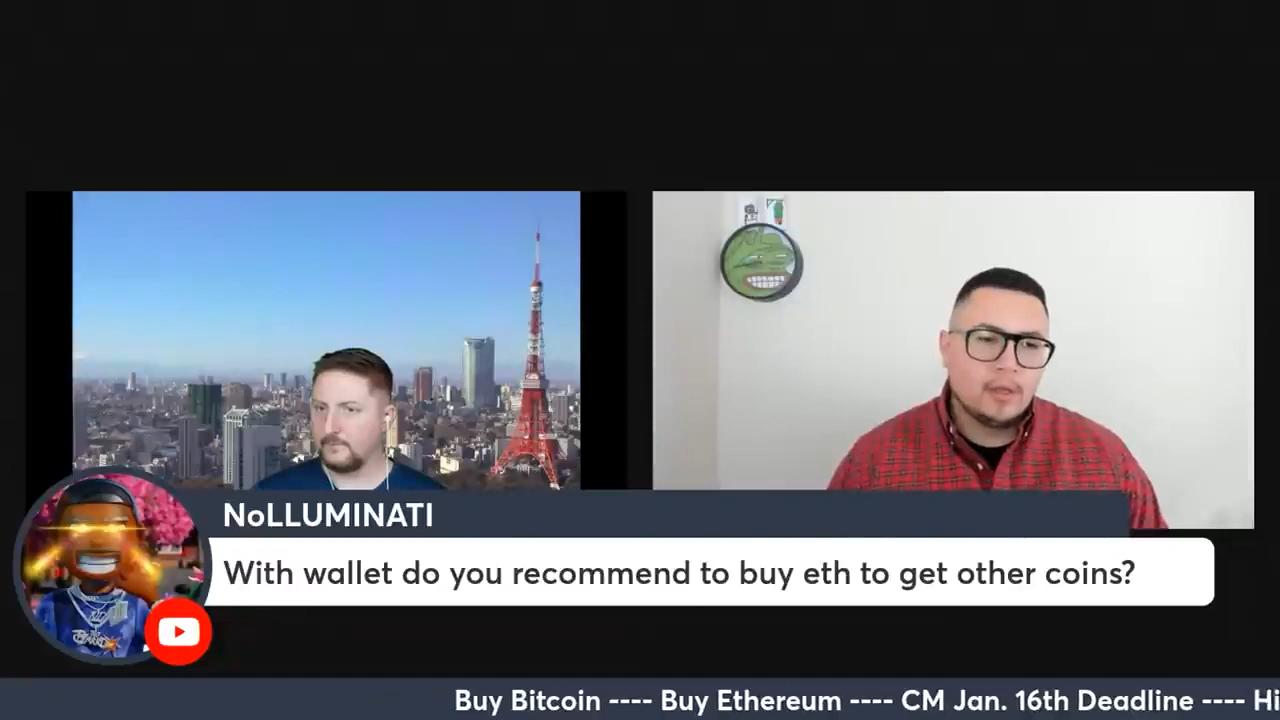 NoLLUMINATI
With wallet do you recommend to buy eth to get other coins?
Buy Bitcoin ---- Buy Ethereum ---- CM Jan. 16th Deadline ---- Hi